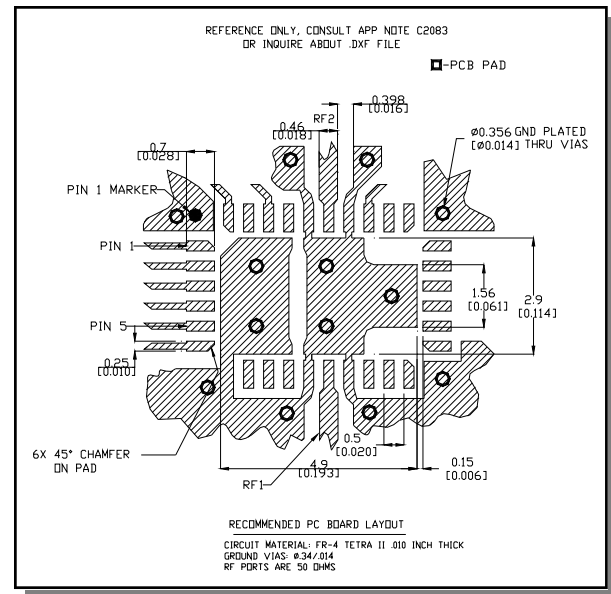 REFERENCE ONLY, CONSULT APP NOTE C2083
OR INQUIRE ABOUT .DXF FILE
-PCB PAD
0.398
[0.016]
RF2
0.46
[0.018]
Ø0.356 GND PLATED
[Ø0.014] THRU VIAS
0.7
[0.028]
PIN 1 MARKER
PIN 1
1.56
[0.061]
2.9
[0.114]
PIN 5
0.25
[0.010]
6X 45° CHAMFER
ON PAD
0.5
[0.020]
4.9
[0.193]
0.15
[0.006]
RF1
RECOMMENDED PC BOARD LAYOUT
CIRCUIT MATERIAL: FR-4 TETRA II .010 INCH THICK
GROUND VIAS: Ø.34/.014
RF PORTS ARE 50 OHMS